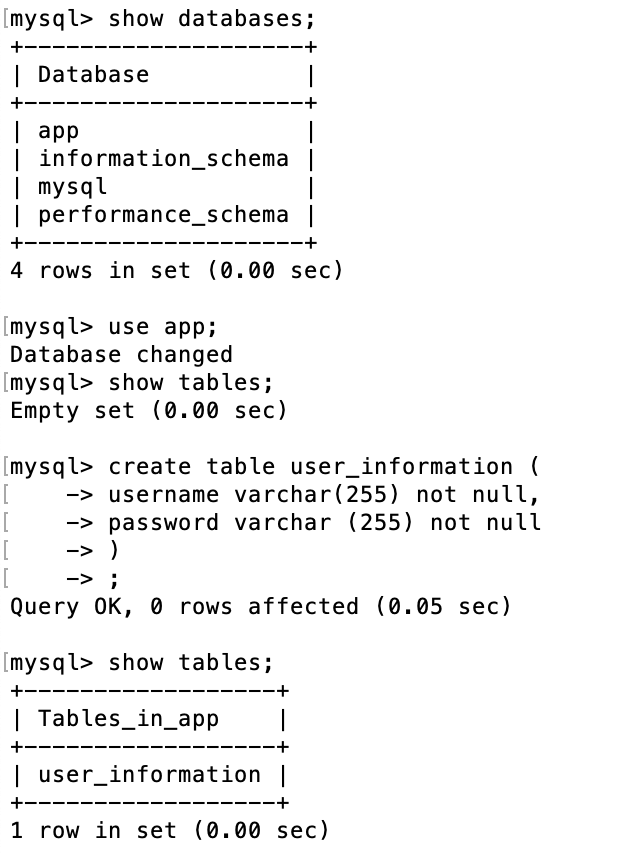 [mysql> show databases;
+--------------------+
| Database           |
+--------------------+
| app                |
| information_schema |
| mysql              |
| performance_schema |
+--------------------+
4 rows in set (0.00 sec)

[mysql> use app;
Database changed
[mysql> show tables;
Empty set (0.00 sec)

[mysql> create table user_information (
[    -> username varchar(255) not null,
[    -> password varchar (255) not null
[    -> )
[    -> ;
Query OK, 0 rows affected (0.05 sec)

[mysql> show tables;
+------------------+
| Tables_in_app    |
+------------------+
| user_information |
+------------------+
1 row in set (0.00 sec)